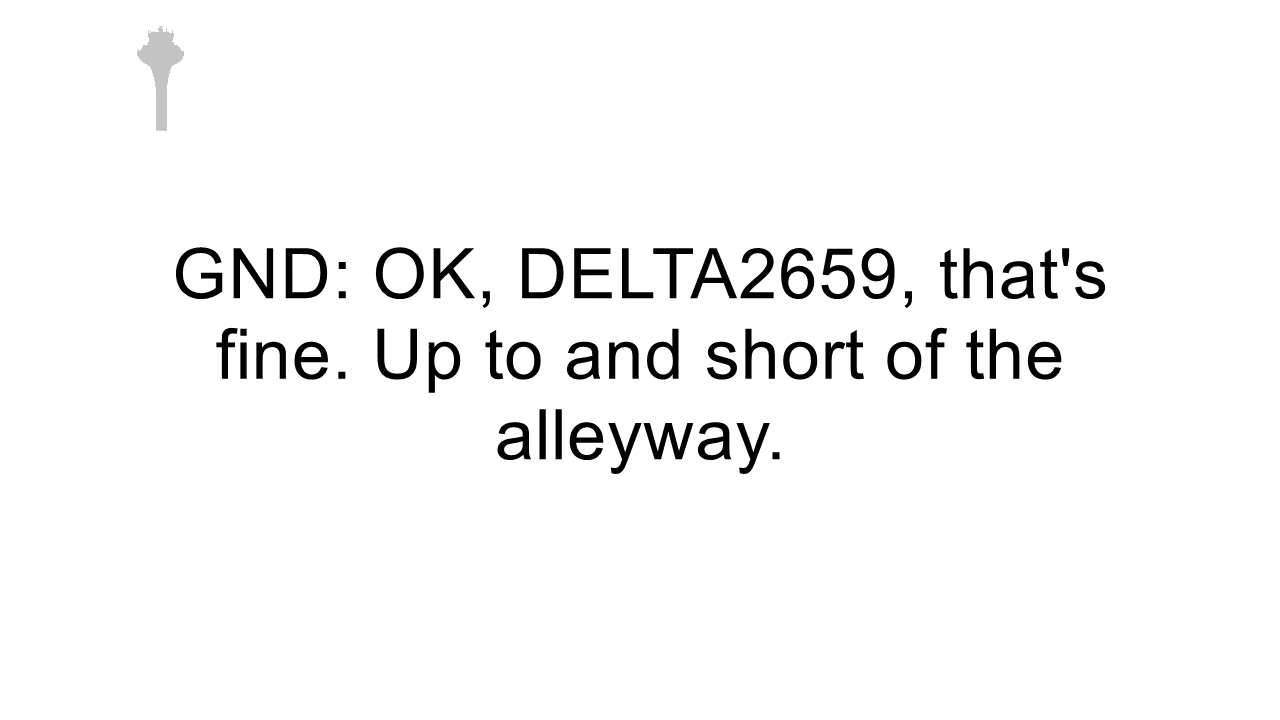 GND: OK, DELTA2659, that's
fine. Up to and short of the
alleyway.